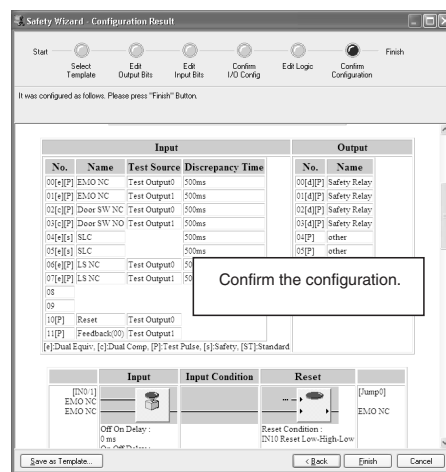 Safety Wizard - Configuration Result
Start
Select Template
Edit Output Bits
Edit Input Bits
Confirm I/O Config
Edit Logic
Confirm Configuration
Finish
It was configured as follows. Please press "Finish" Button.
Input
No. Name Test Source Discrepancy Time
00[e][P] EMO NC Test Output0 500ms
01[e][P] EMO NC Test Output1 500ms
02[c][P] Door SW NC Test Output0 500ms
03[c][P] Door SW NO Test Output1 500ms
04[e][s] SLC 500ms
05[e][s] SLC 500ms
06[e][P] LS NC Test Output0
07[e][P] LS NC Test Output1
08
09
10[P] Reset Test Output0
11[P] Feedback(00) Test Output1
[e]:Dual Equiv, [c]:Dual Comp, [P]:Test Pulse, [s]:Safety, [ST]:Standard
Output
No. Name
00[d][P] Safety Relay
01[d][P] Safety Relay
02[d][P] Safety Relay
03[d][P] Safety Relay
04[P] other
05[P] other
Confirm the configuration.
Input Input Condition Reset
[IN0/1]
EMO NC
EMO NC
[Jump0]
EMO NC
Off On Delay :
0 ms
On Off Delay :
Reset Condition :
IN10 Reset Low-High-Low
Save as Template...
< Back
Finish
Cancel